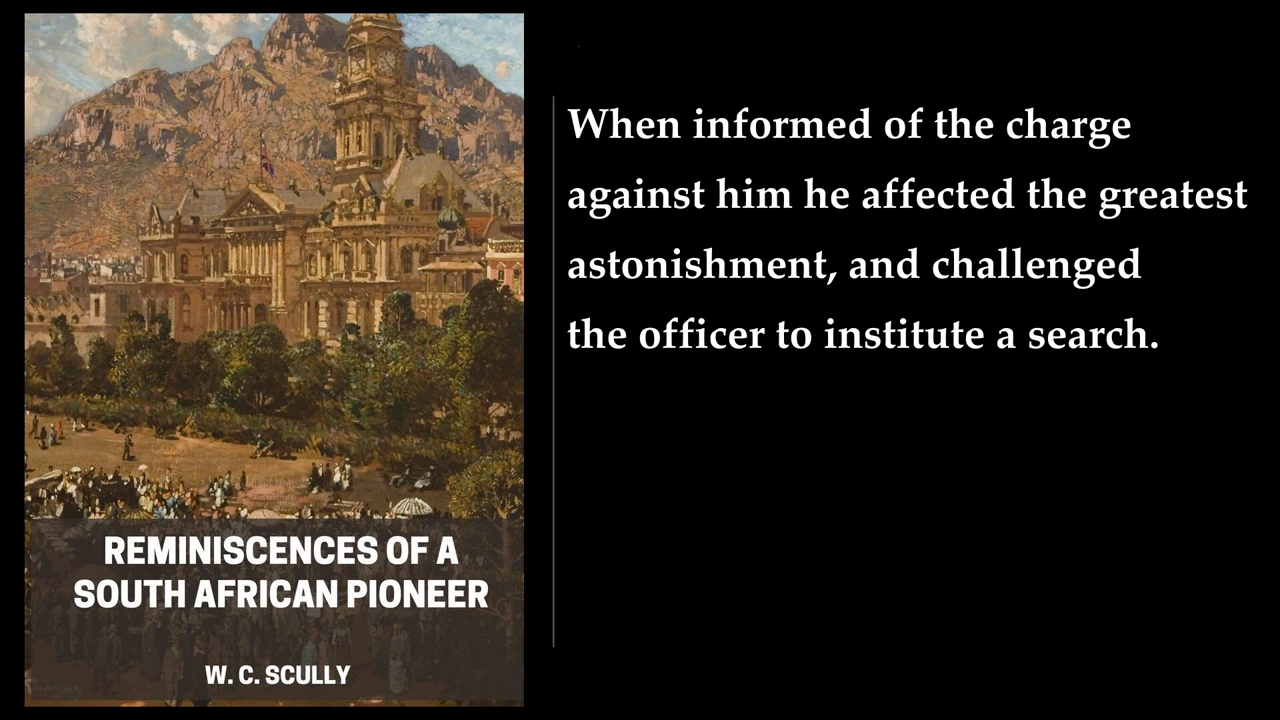 REMINISCENCES OF A
SOUTH AFRICAN PIONEER
W. C. SCULLY
When informed of the charge
against him he affected the greatest
astonishment, and challenged
the officer to institute a search.